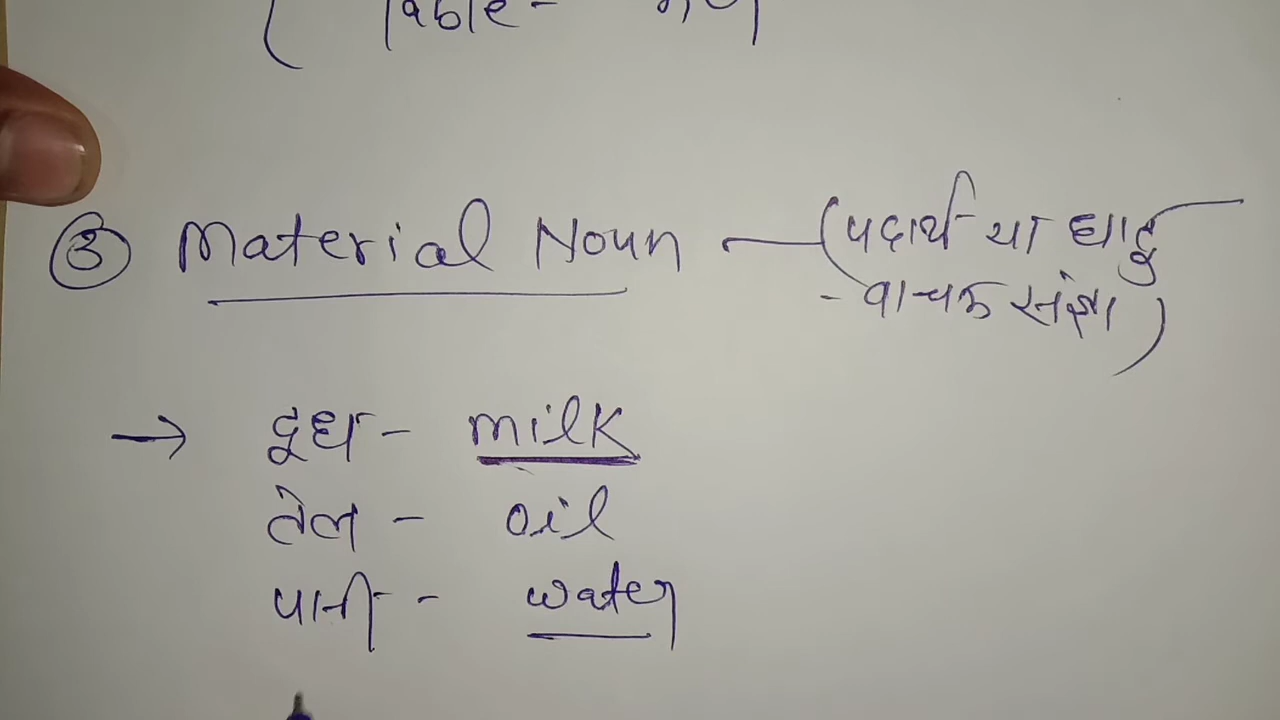 Table -
③ Material Noun — (पदार्थ या धातु
- वाचक संज्ञा)
→ दूध - milk
तेल - oil
पानी - water